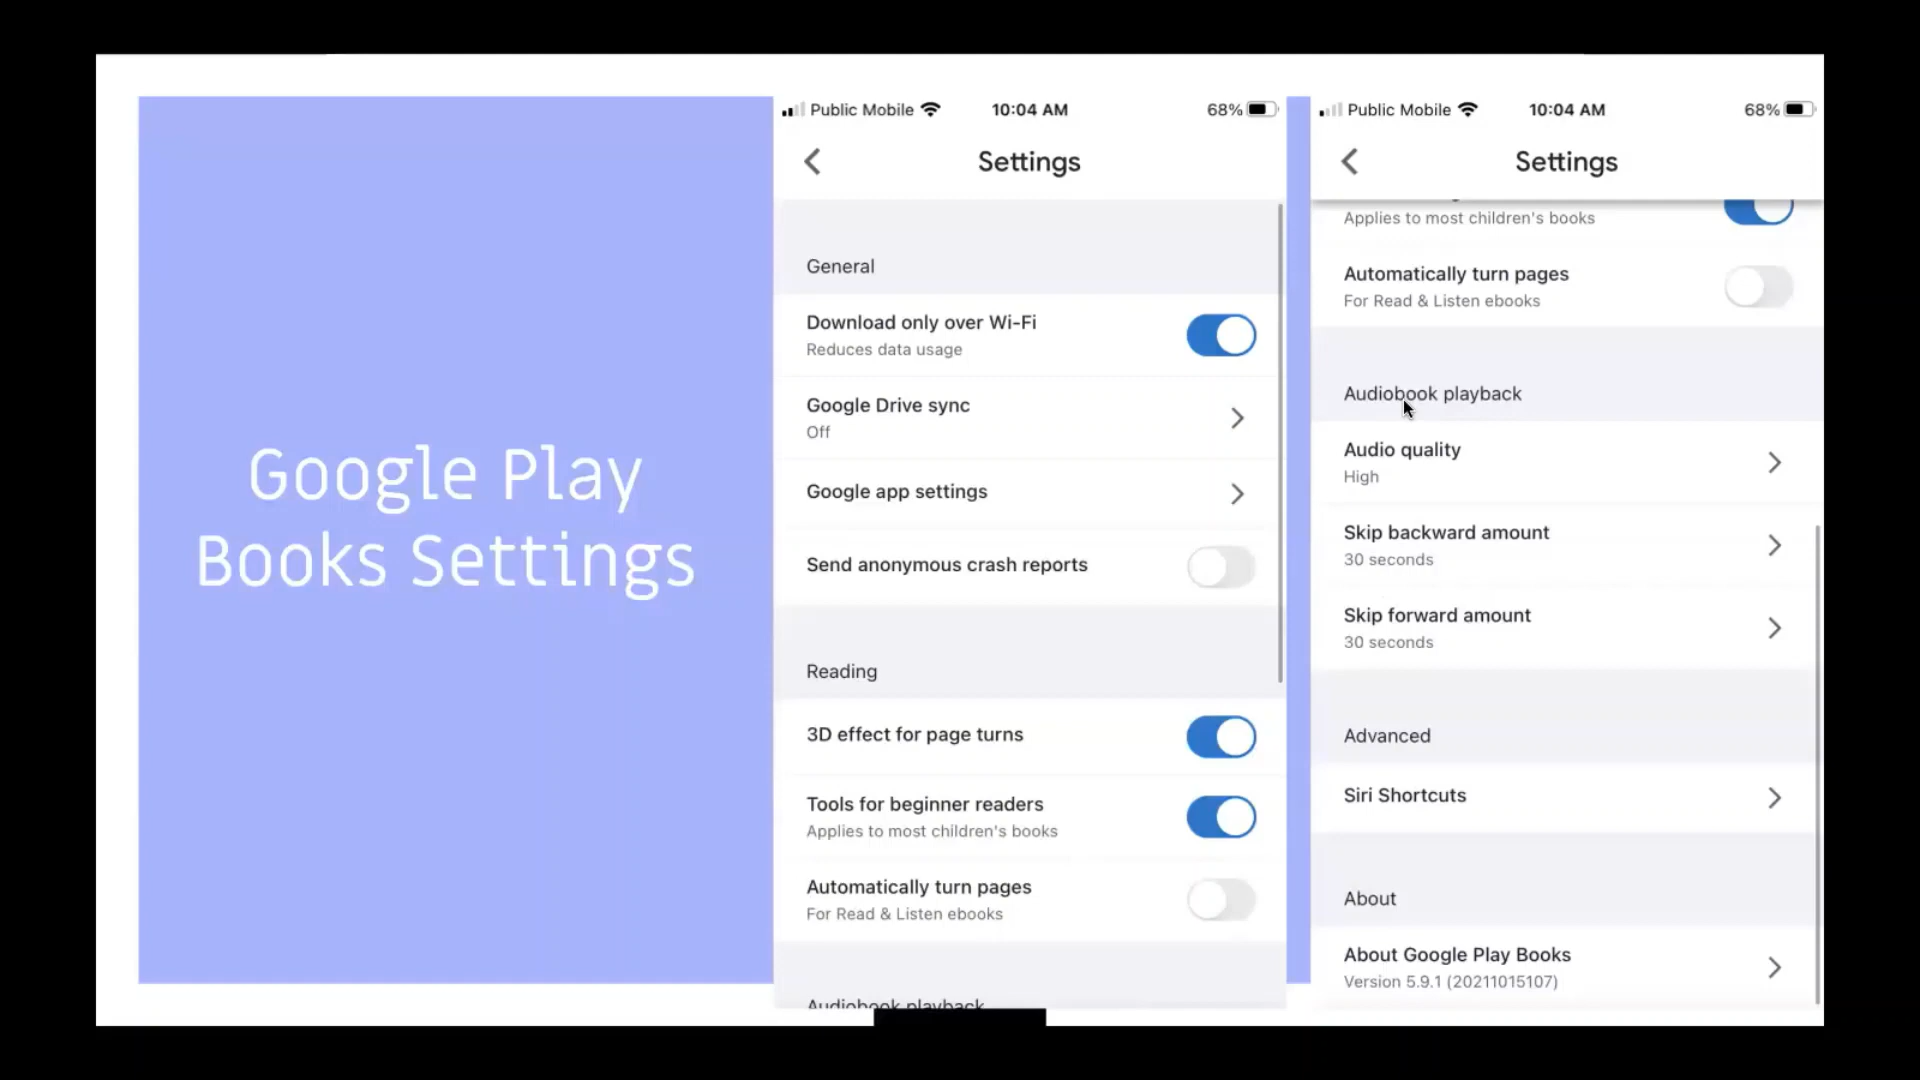 Google Play
Books Settings
Public Mobile 10:04 AM 68%
Settings
General
Download only over Wi-Fi
Reduces data usage
Google Drive sync
Off
Google app settings
Send anonymous crash reports
Reading
3D effect for page turns
Tools for beginner readers
Applies to most children's books
Automatically turn pages
For Read & Listen ebooks
Audiobook playback
Public Mobile 10:04 AM 68%
Settings
Applies to most children's books
Automatically turn pages
For Read & Listen ebooks
Audiobook playback
Audio quality
High
Skip backward amount
30 seconds
Skip forward amount
30 seconds
Advanced
Siri Shortcuts
About
About Google Play Books
Version 5.9.1 (20211015107)